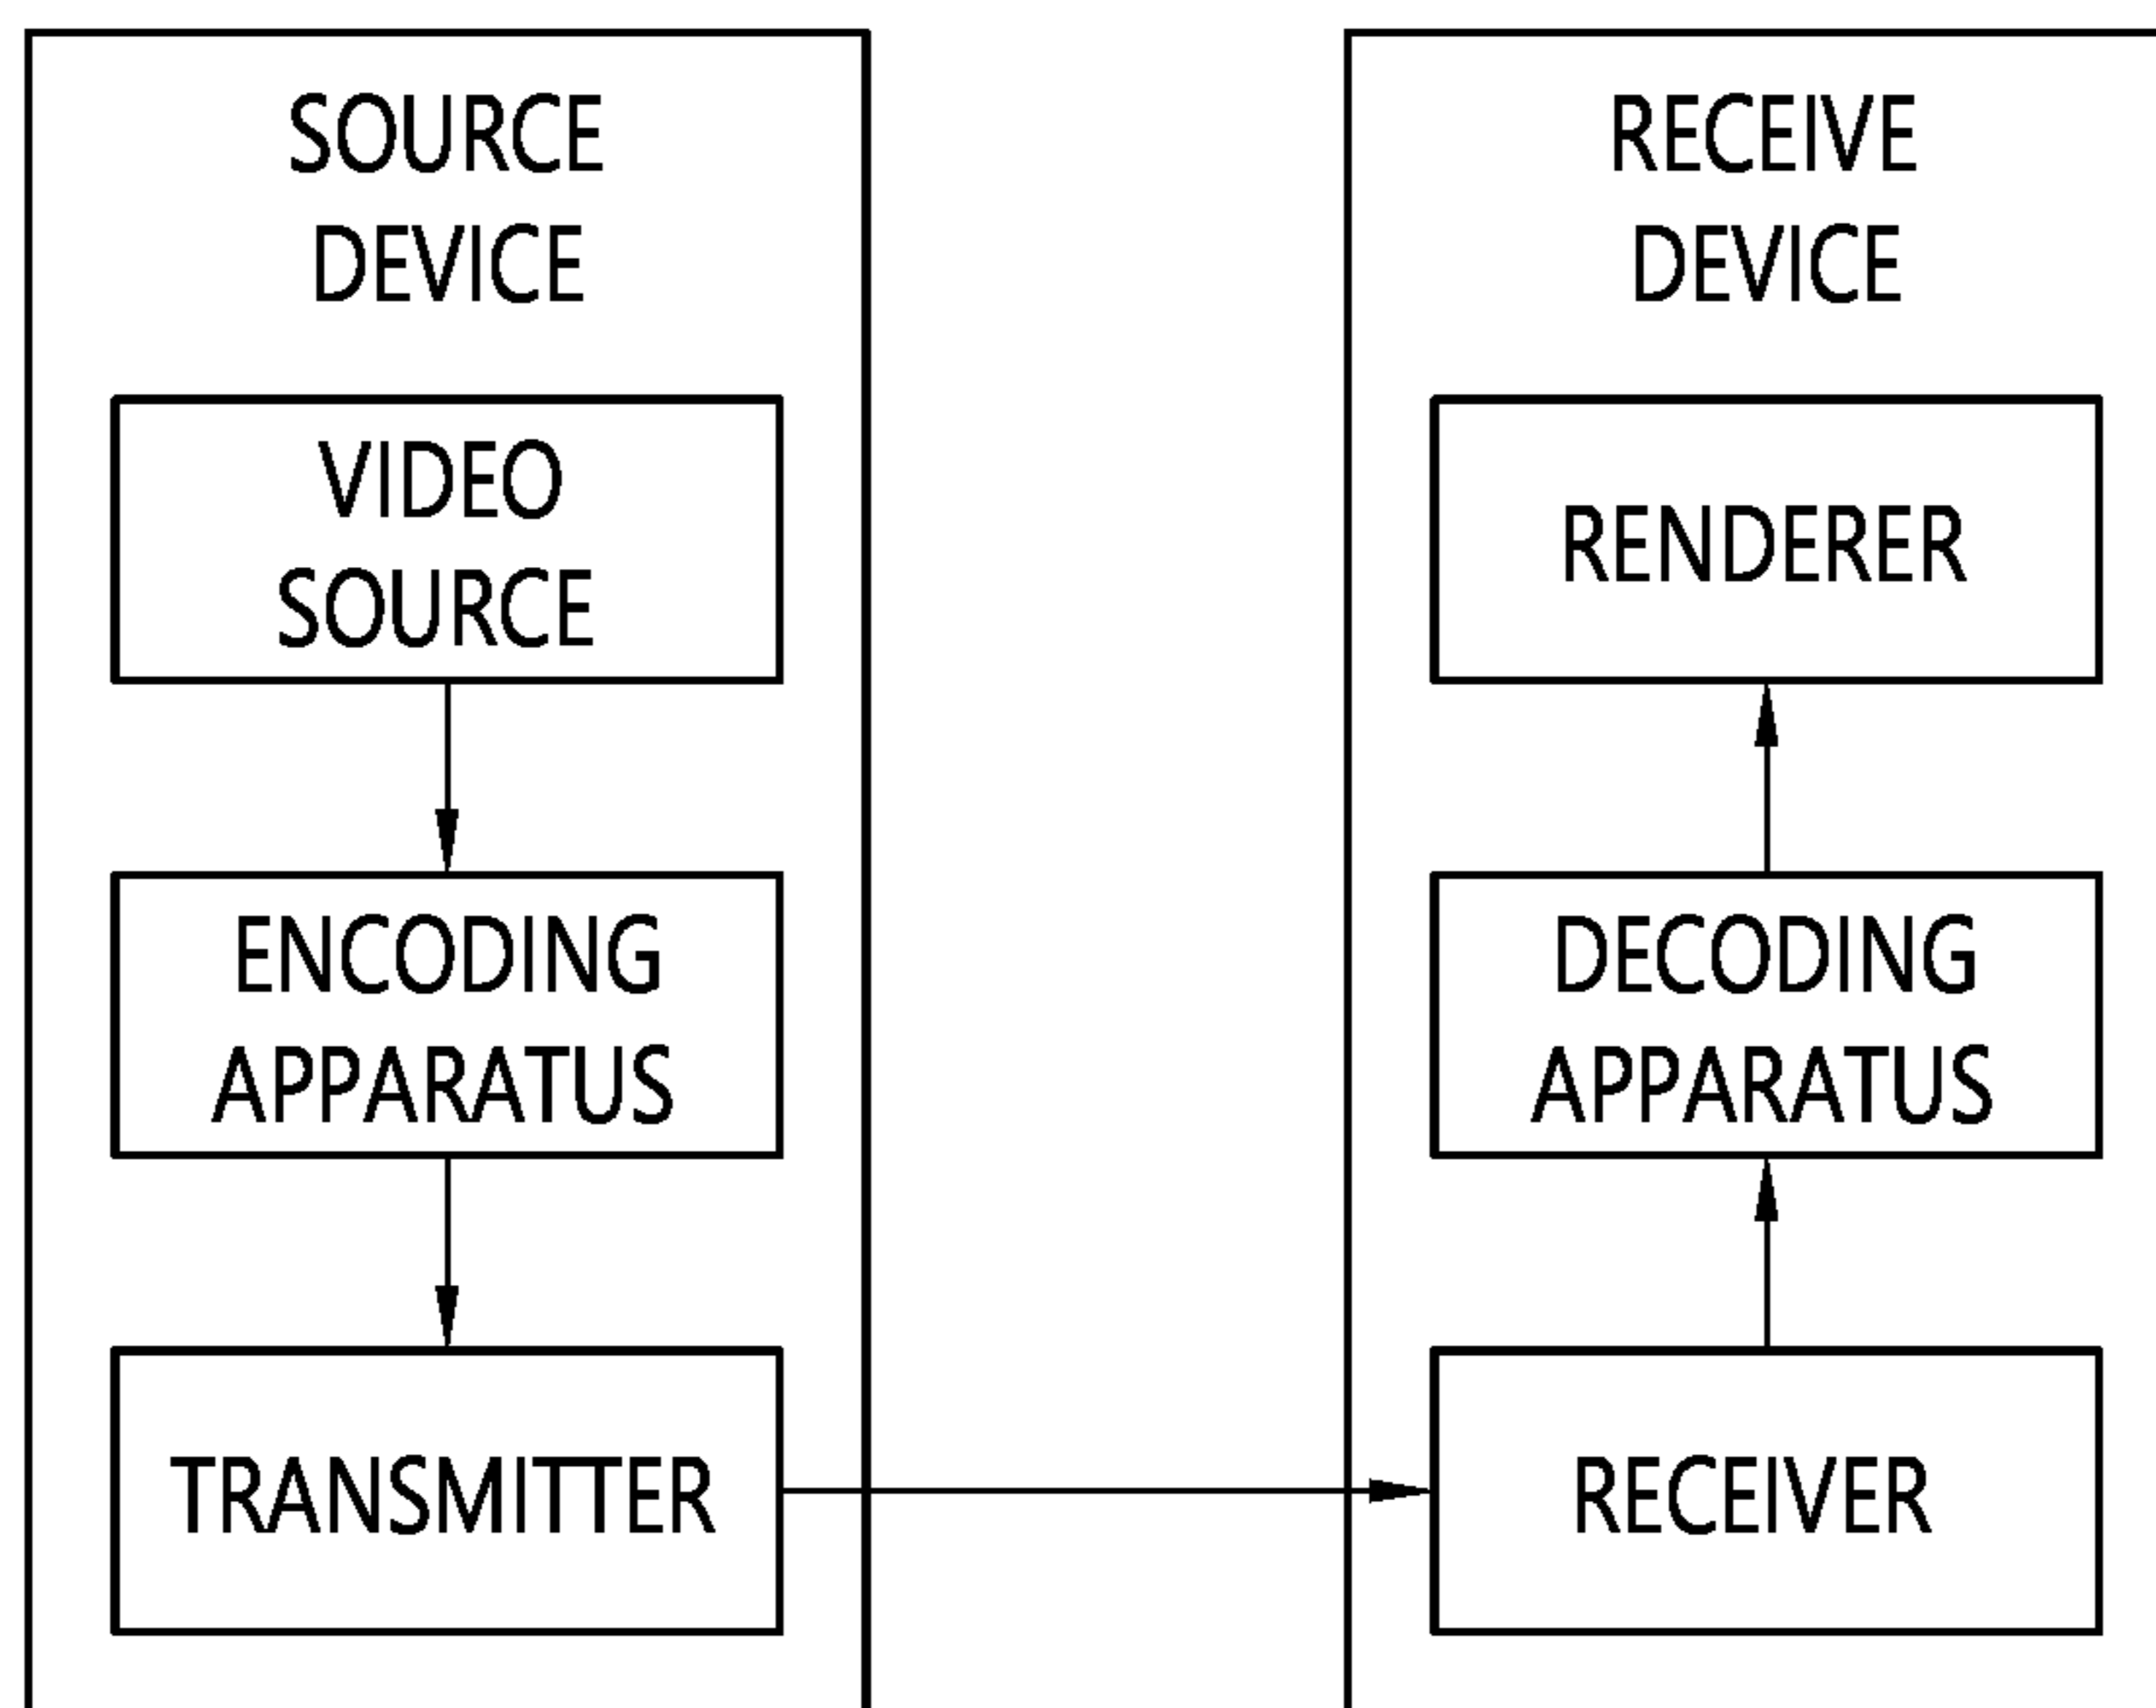 SOURCE
DEVICE
VIDEO
SOURCE
ENCODING
APPARATUS
TRANSMITTER
RECEIVE
DEVICE
RENDERER
DECODING
APPARATUS
RECEIVER